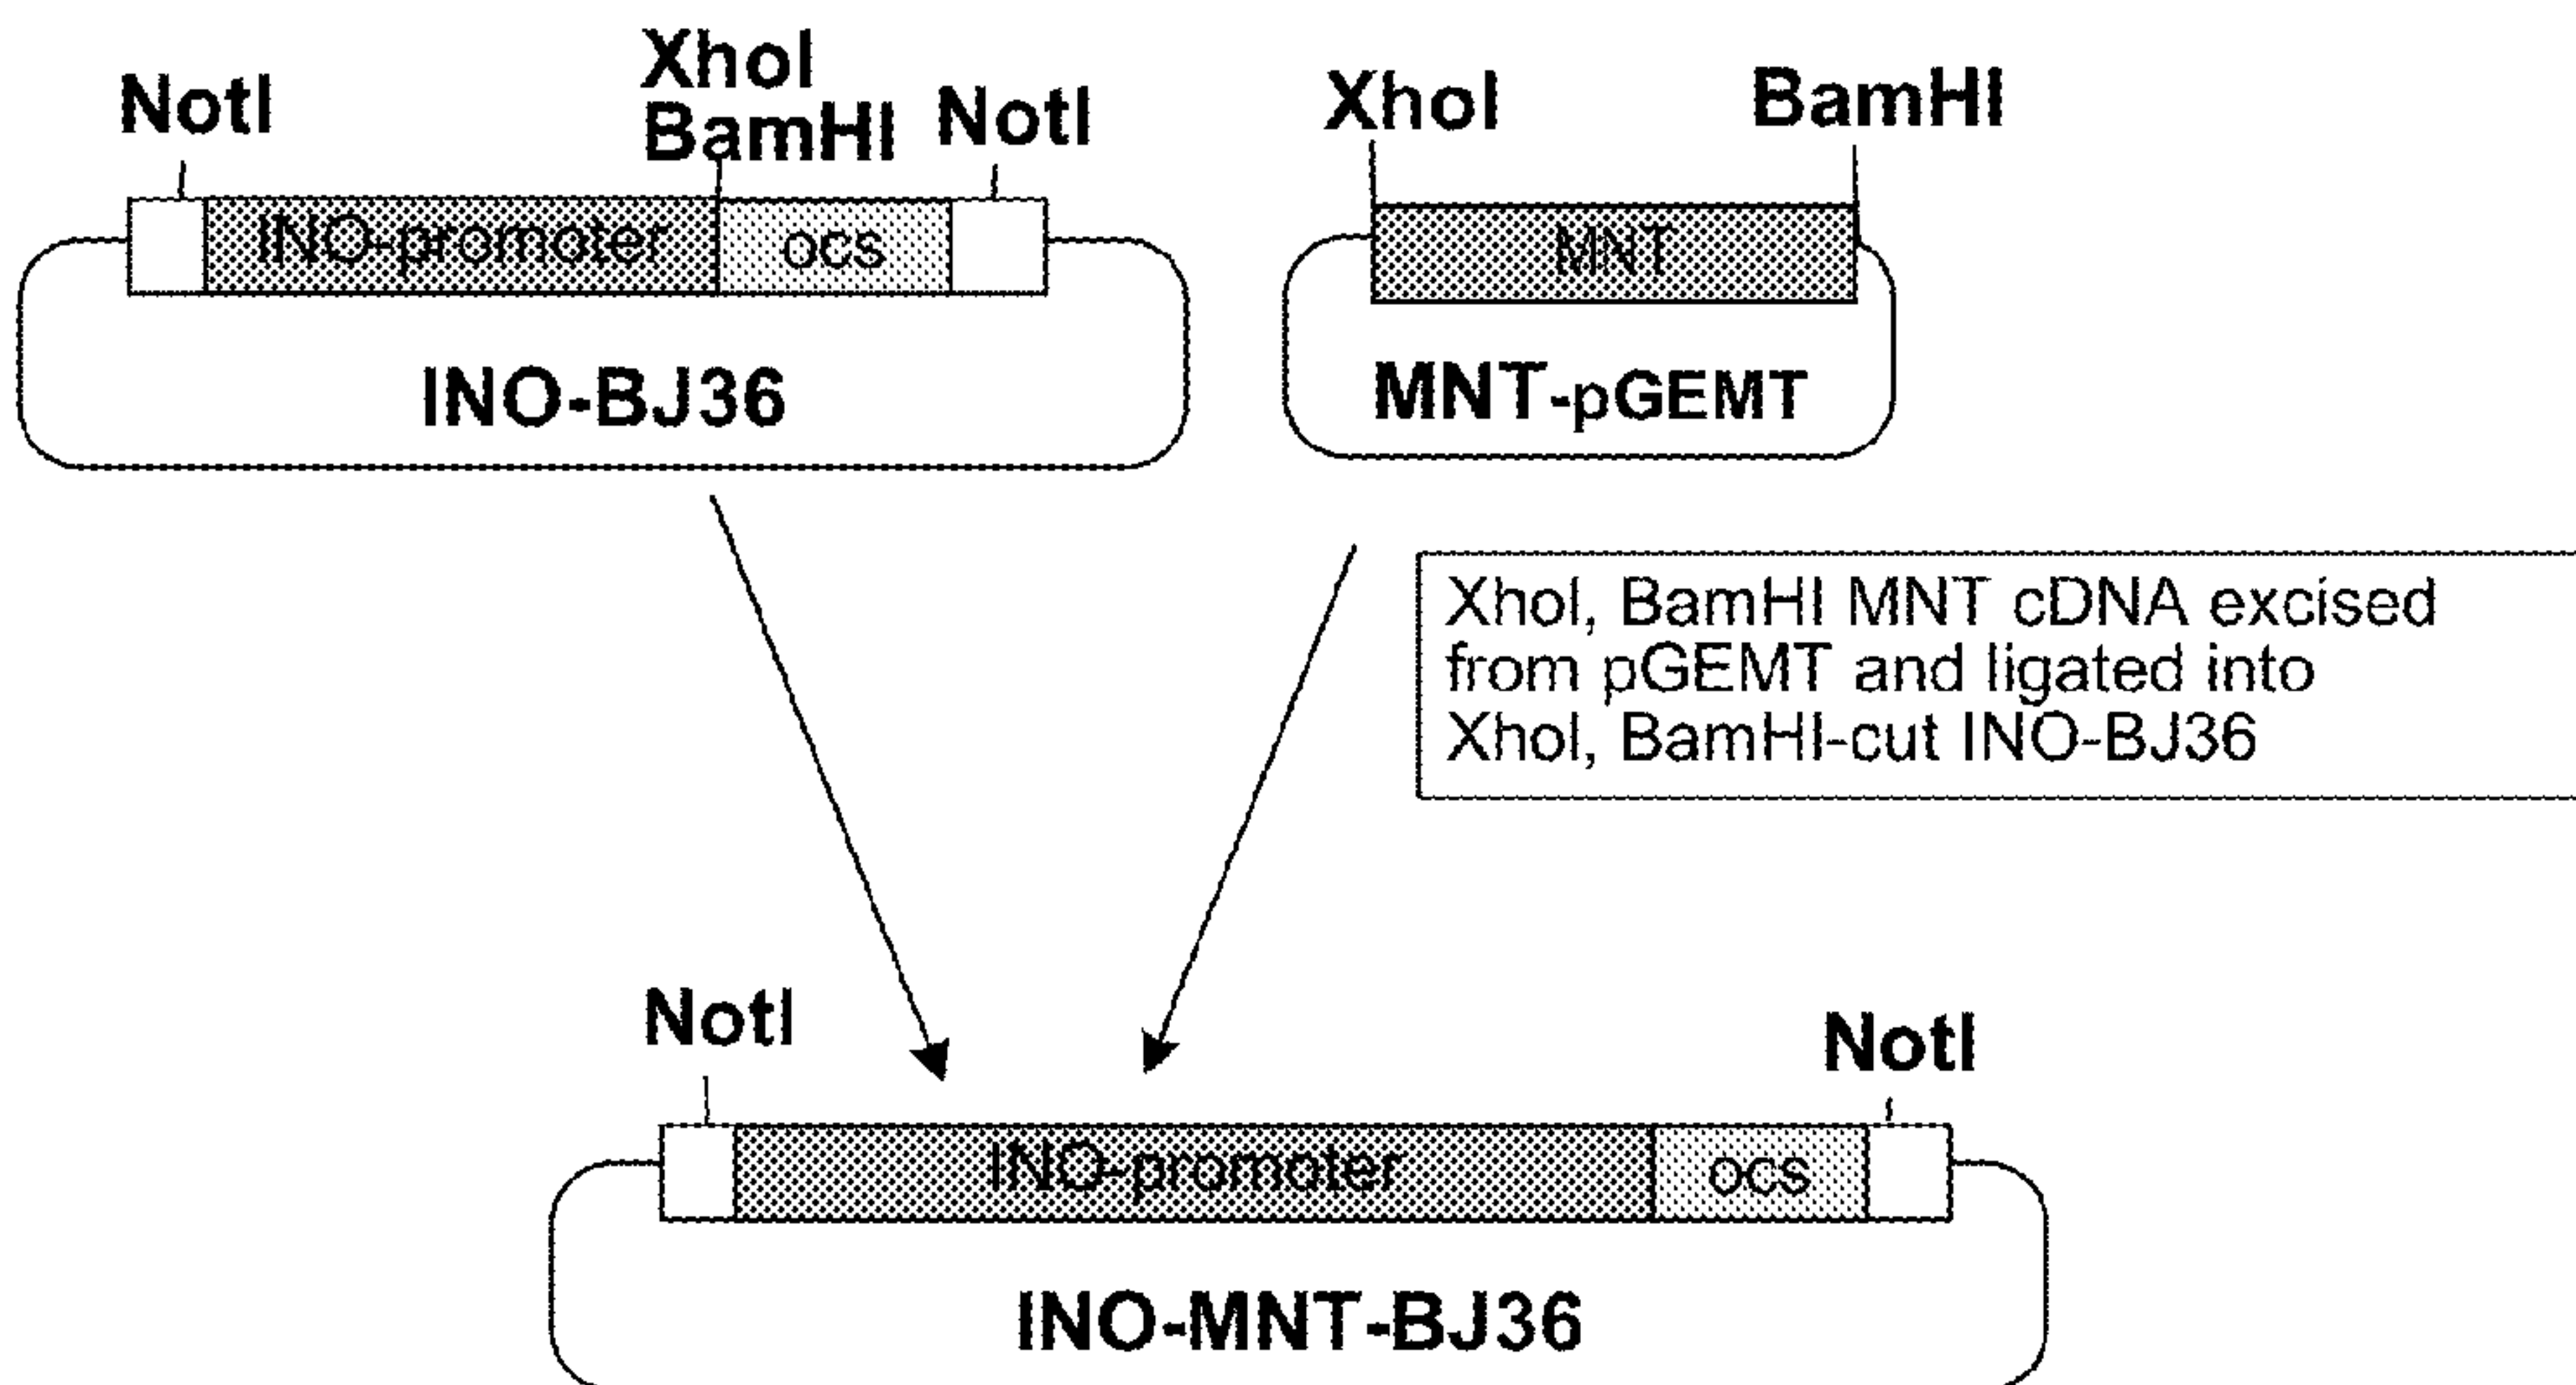 NotI
XhoI
BamHI
NotI
INO-promoter
ocs
INO-BJ36
XhoI
BamHI
MNT
MNT-pGEMT
XhoI, BamHI MNT cDNA excised
from pGEMT and ligated into
XhoI, BamHI-cut INO-BJ36
NotI
NotI
INO-promoter
ocs
INO-MNT-BJ36